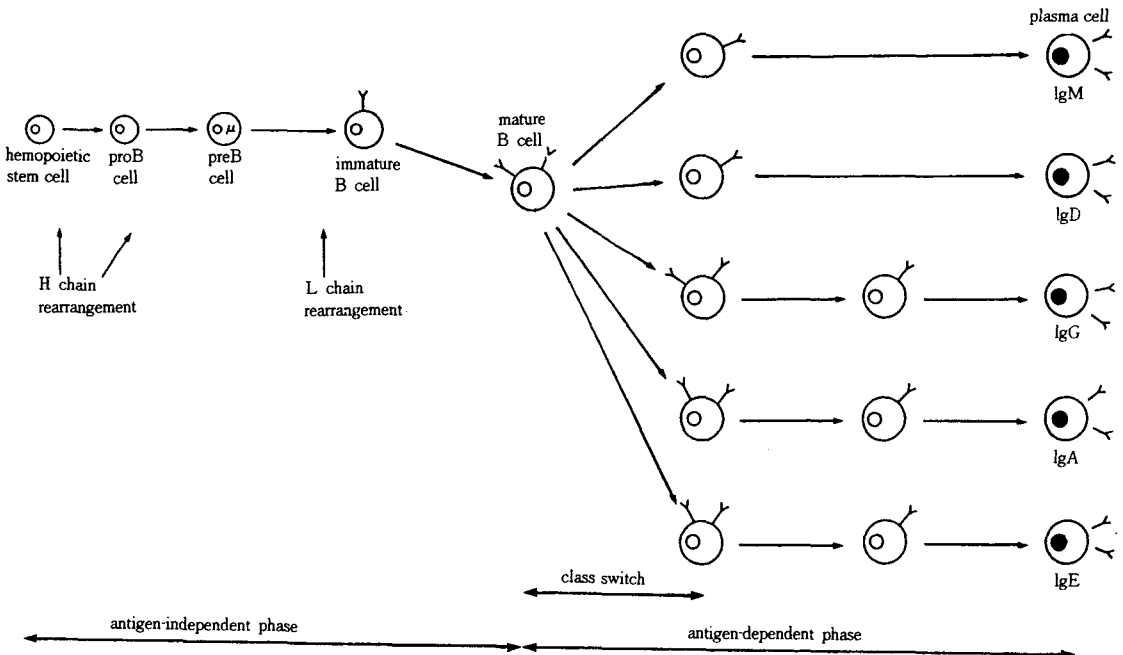 plasma cell
IgM
mature
B cell
hemopoietic
stem cell
proB
cell
μ
preB
cell
immature
B cell
IgD
H chain
rearrangement
L chain
rearrangement
IgG
IgA
IgE
class switch
antigen-independent phase
antigen-dependent phase